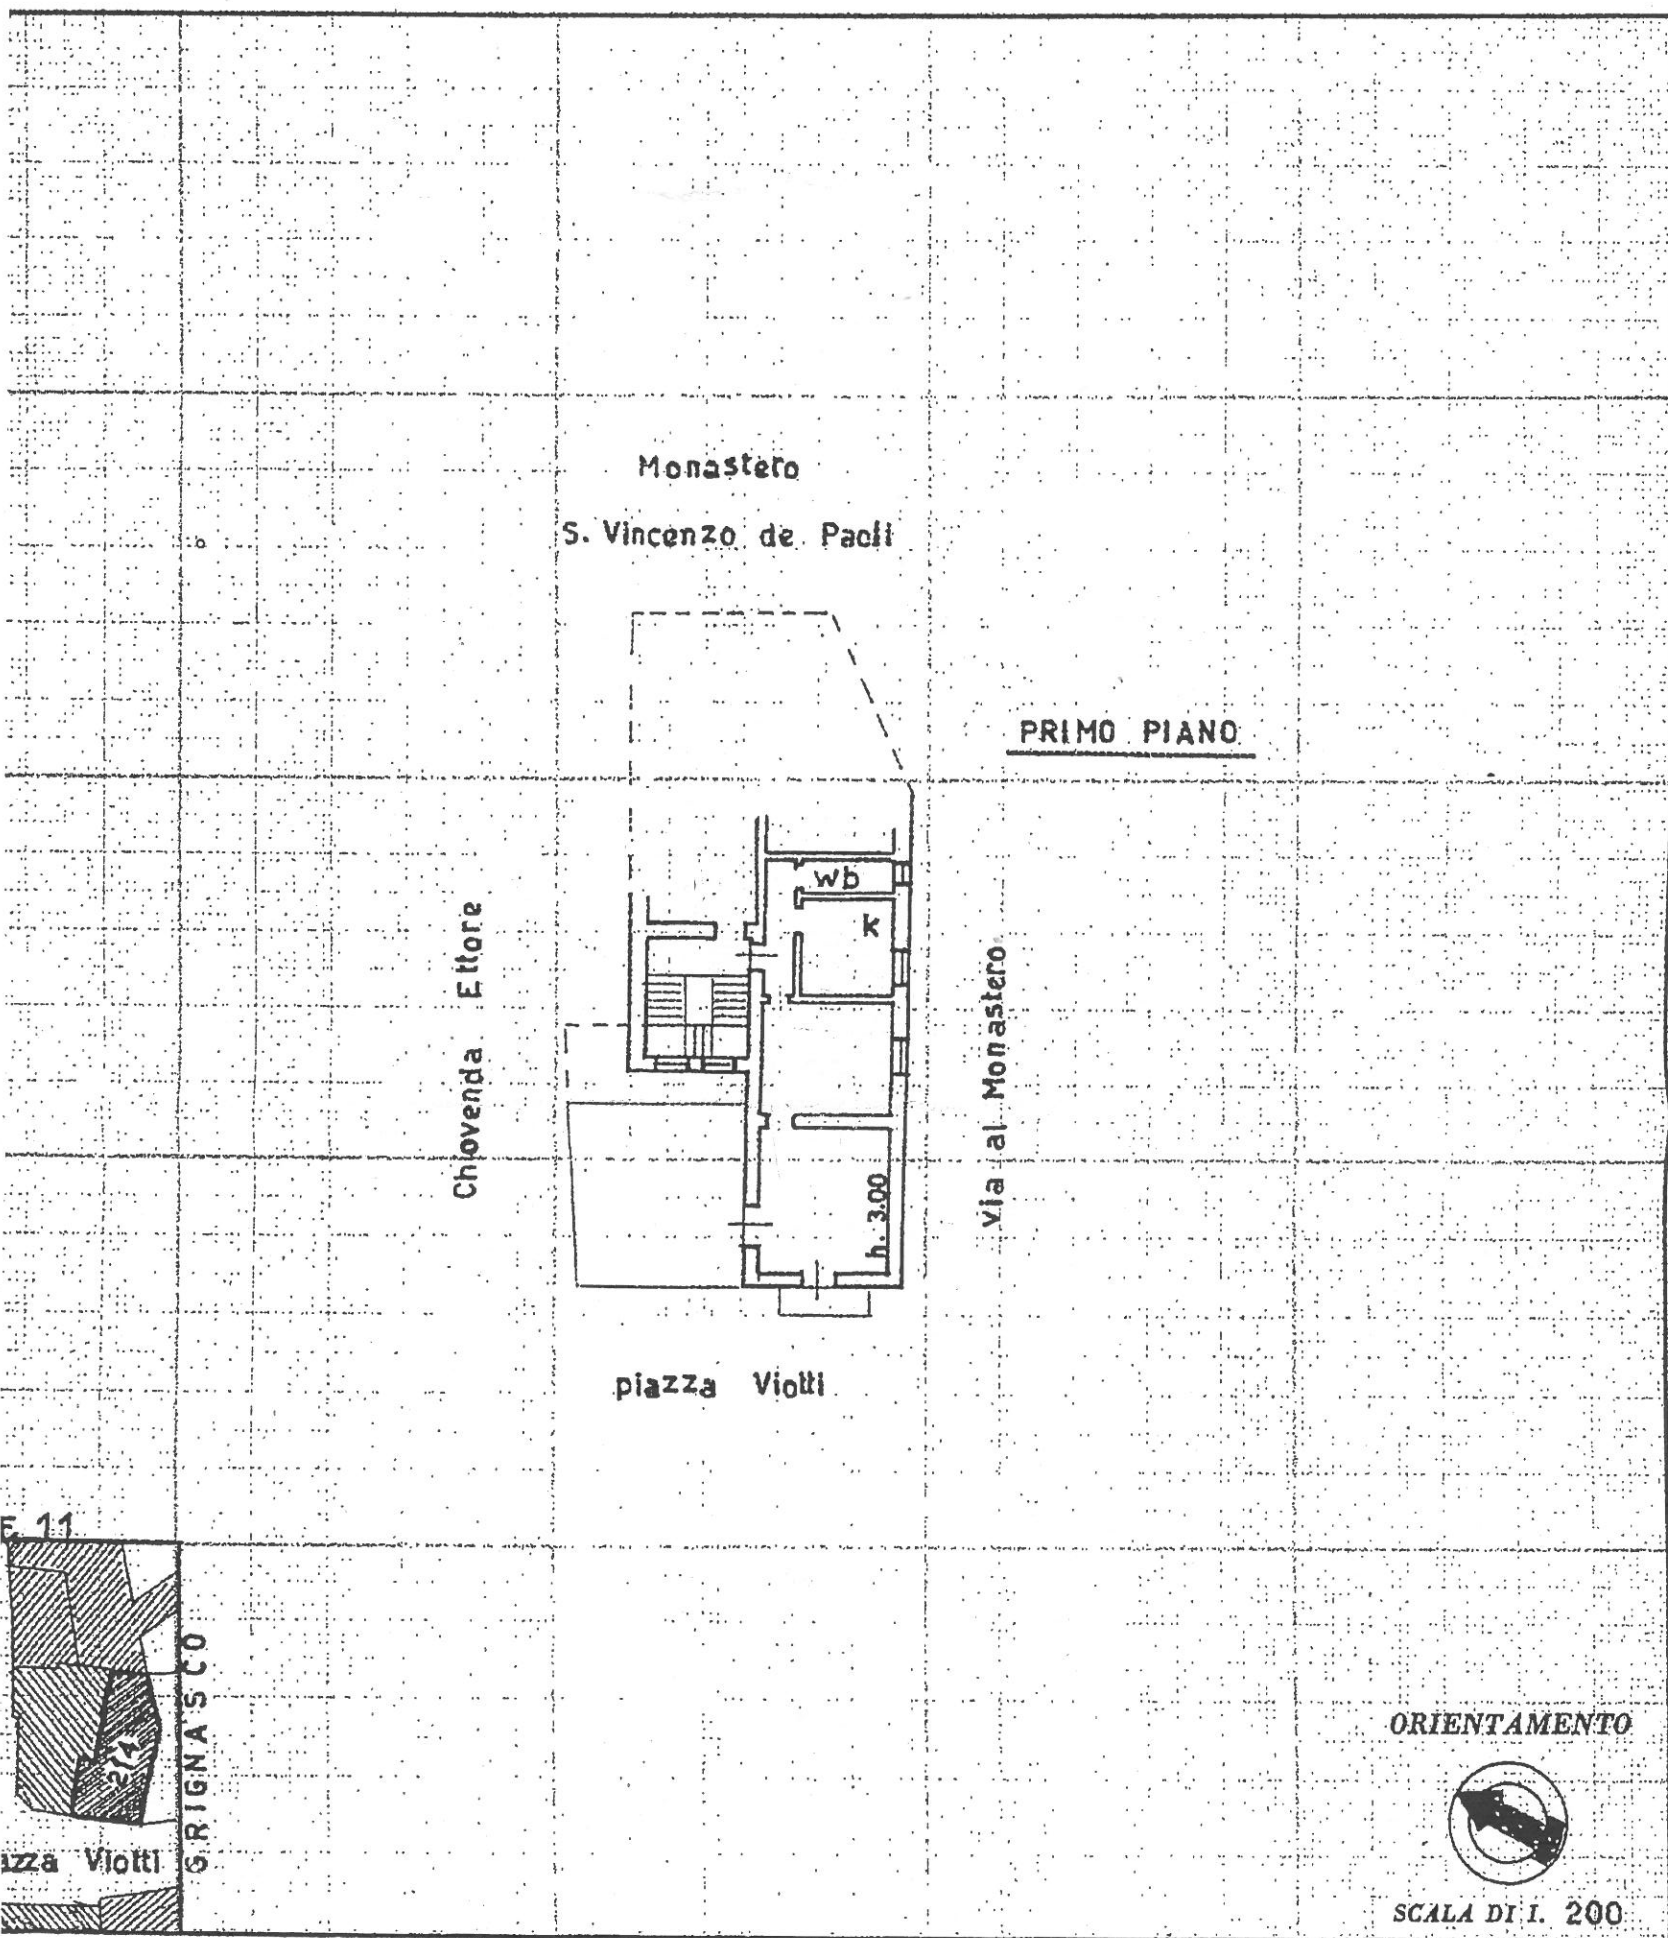 Monastero
S. Vincenzo de Paoli
PRIMO PIANO
wb
k
Chiovenda Ettore
Via al Monastero
h. 3.00
piazza Viotti
E 11
214
GRIGNASCO
azza Viotti
ORIENTAMENTO
SCALA DI I. 200